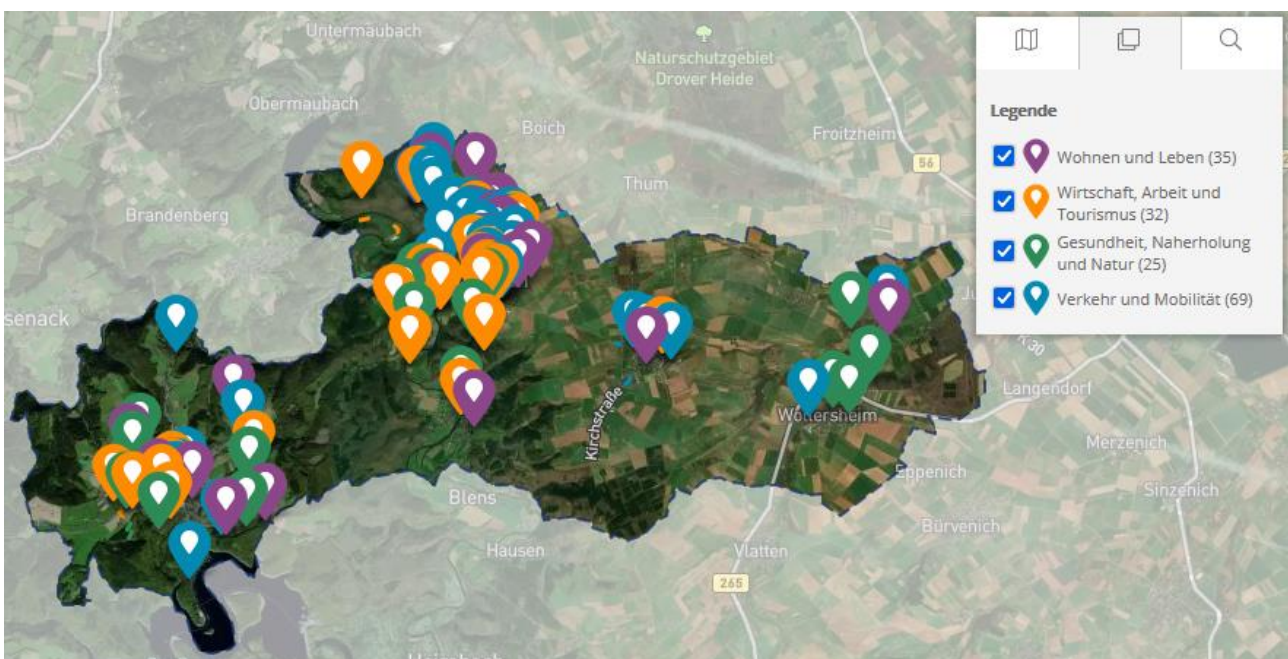 Untermaubach
Naturschutzgebiet
Drover Heide
Obermaubach
Boich
Froitzheim
56
Thum
Brandenberg
Kirchstraße
Wollersheim
Langendorf
Merzenich
Eppenich
Sinzenich
Blens
Bürvenich
Hausen
Vlatten
265
Legende
Wohnen und Leben (35)
Wirtschaft, Arbeit und
Tourismus (32)
Gesundheit, Naherholung
und Natur (25)
Verkehr und Mobilität (69)